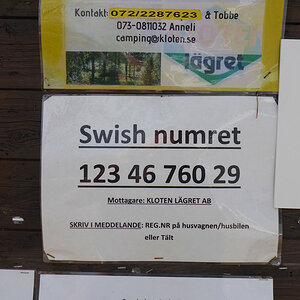 Kontakt: 072/2287623 & Tobbe
073-0811032 Anneli
camping@kloten.se
lägret
Swish numret
123 46 760 29
Mottagare: KLOTEN LÄGRET AB
SKRIV I MEDDELANDE: REG.NR på husvagnen/husbilen
eller Tält